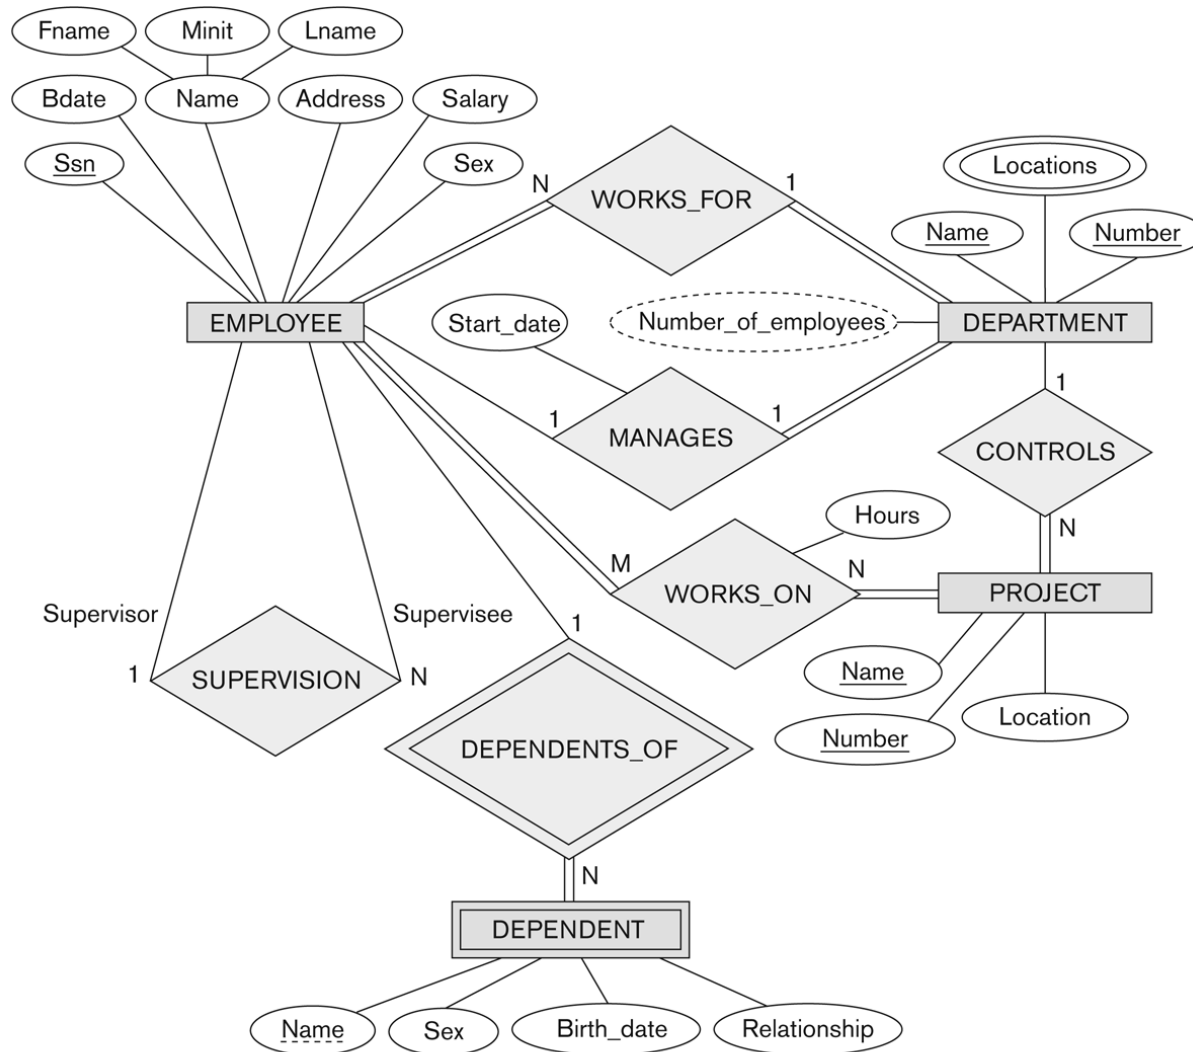 Fname
Minit
Lname
Bdate
Name
Address
Salary
Ssn
Sex
Locations
N
WORKS_FOR
1
Name
Number
EMPLOYEE
Start_date
Number_of_employees
DEPARTMENT
1
MANAGES
1
1
CONTROLS
Hours
N
M
WORKS_ON
N
PROJECT
Supervisor
Supervisee
1
1
SUPERVISION
N
Name
Location
Number
DEPENDENTS_OF
N
DEPENDENT
Name
Sex
Birth_date
Relationship